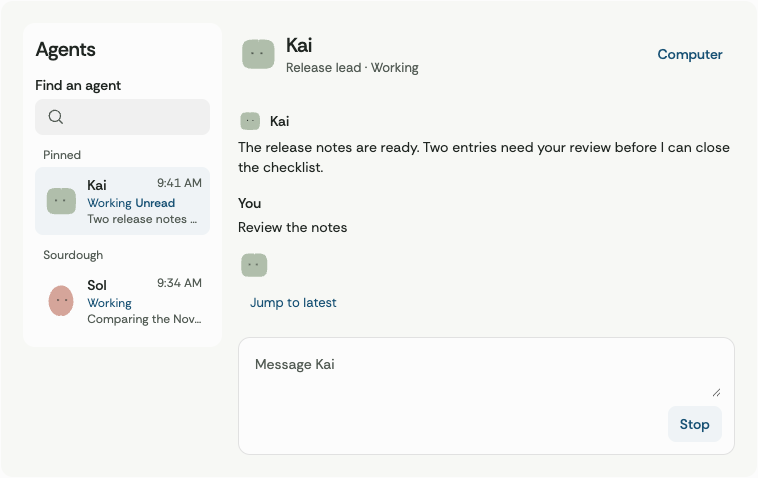 Agents
Find an agent
Pinned
Kai
9:41 AM
Working Unread
Two release notes ...
Sourdough
Sol
9:34 AM
Working
Comparing the Nov...
Kai
Release lead · Working
Computer
Kai
The release notes are ready. Two entries need your review before I can close
the checklist.
You
Review the notes
Jump to latest
Message Kai
Stop